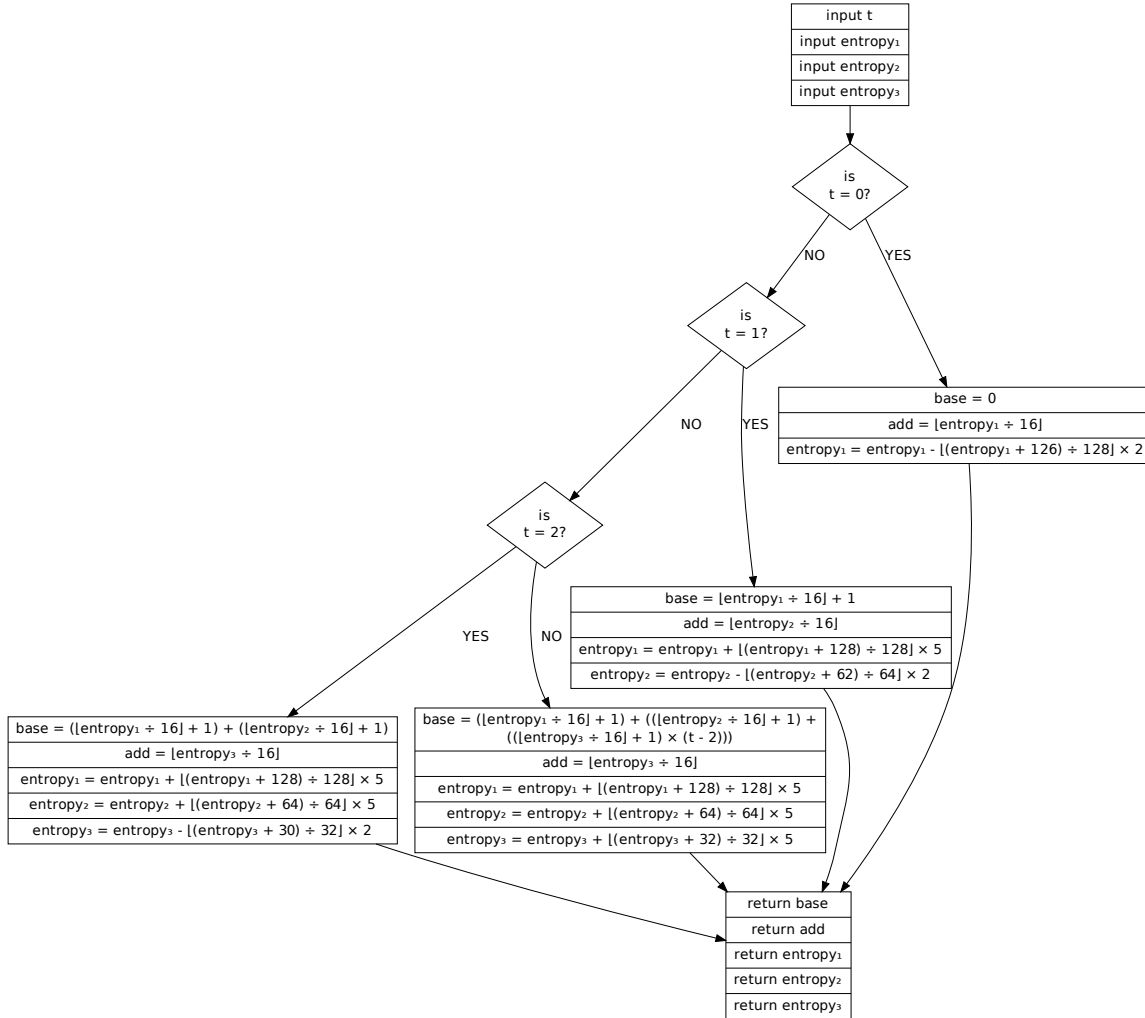 input t
input entropy₁
input entropy₂
input entropy₃
is
t = 0?
NO
YES
is
t = 1?
NO
YES
base = 0
add = ⌊entropy₁ ÷ 16⌋
entropy₁ = entropy₁ - ⌊(entropy₁ + 126) ÷ 128⌋ × 2
is
t = 2?
YES
NO
base = ⌊entropy₁ ÷ 16⌋ + 1
add = ⌊entropy₂ ÷ 16⌋
entropy₁ = entropy₁ + ⌊(entropy₁ + 128) ÷ 128⌋ × 5
entropy₂ = entropy₂ - ⌊(entropy₂ + 62) ÷ 64⌋ × 2
base = (⌊entropy₁ ÷ 16⌋ + 1) + (⌊entropy₂ ÷ 16⌋ + 1)
add = ⌊entropy₃ ÷ 16⌋
entropy₁ = entropy₁ + ⌊(entropy₁ + 128) ÷ 128⌋ × 5
entropy₂ = entropy₂ + ⌊(entropy₂ + 64) ÷ 64⌋ × 5
entropy₃ = entropy₃ - ⌊(entropy₃ + 30) ÷ 32⌋ × 2
base = (⌊entropy₁ ÷ 16⌋ + 1) + ((⌊entropy₂ ÷ 16⌋ + 1) +
((⌊entropy₃ ÷ 16⌋ + 1) × (t - 2)))
add = ⌊entropy₃ ÷ 16⌋
entropy₁ = entropy₁ + ⌊(entropy₁ + 128) ÷ 128⌋ × 5
entropy₂ = entropy₂ + ⌊(entropy₂ + 64) ÷ 64⌋ × 5
entropy₃ = entropy₃ + ⌊(entropy₃ + 32) ÷ 32⌋ × 5
return base
return add
return entropy₁
return entropy₂
return entropy₃